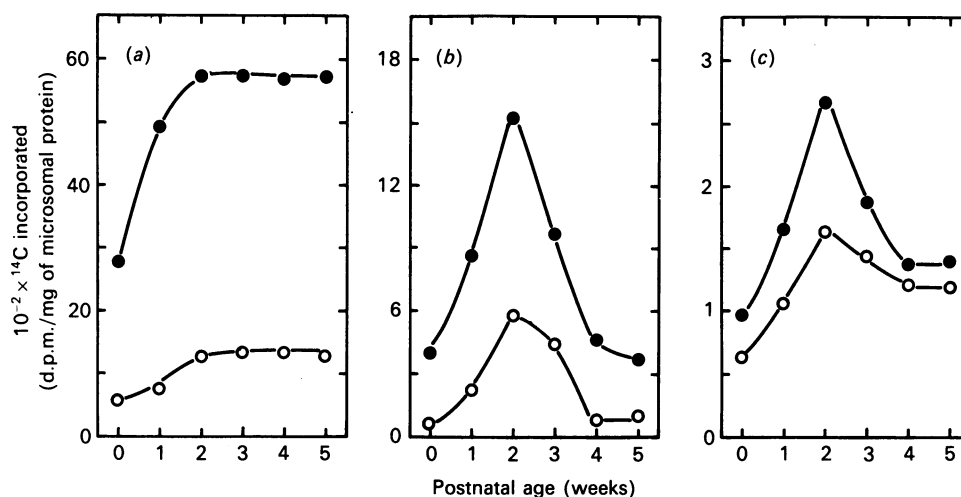 10⁻² × ¹⁴C incorporated
(d.p.m./mg of microsomal protein)
(a)
60
40
20
0
0 1 2 3 4 5
(b)
18
12
6
0
0 1 2 3 4 5
(c)
3
2
1
0
0 1 2 3 4 5
Postnatal age (weeks)